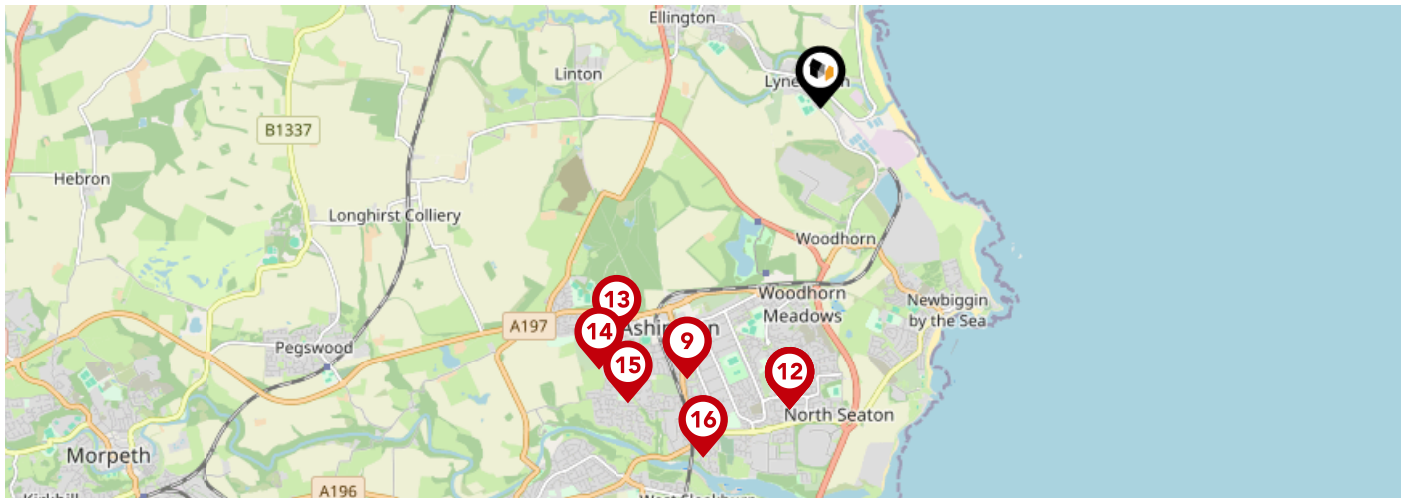 Ellington
Linton
B1337
Hebron
Longhirst Colliery
Woodhorn
Woodhorn
Meadows
Newbiggin
by the Sea
13
A197
14
9
Pegswood
15
12
16
North Seaton
Morpeth
A196